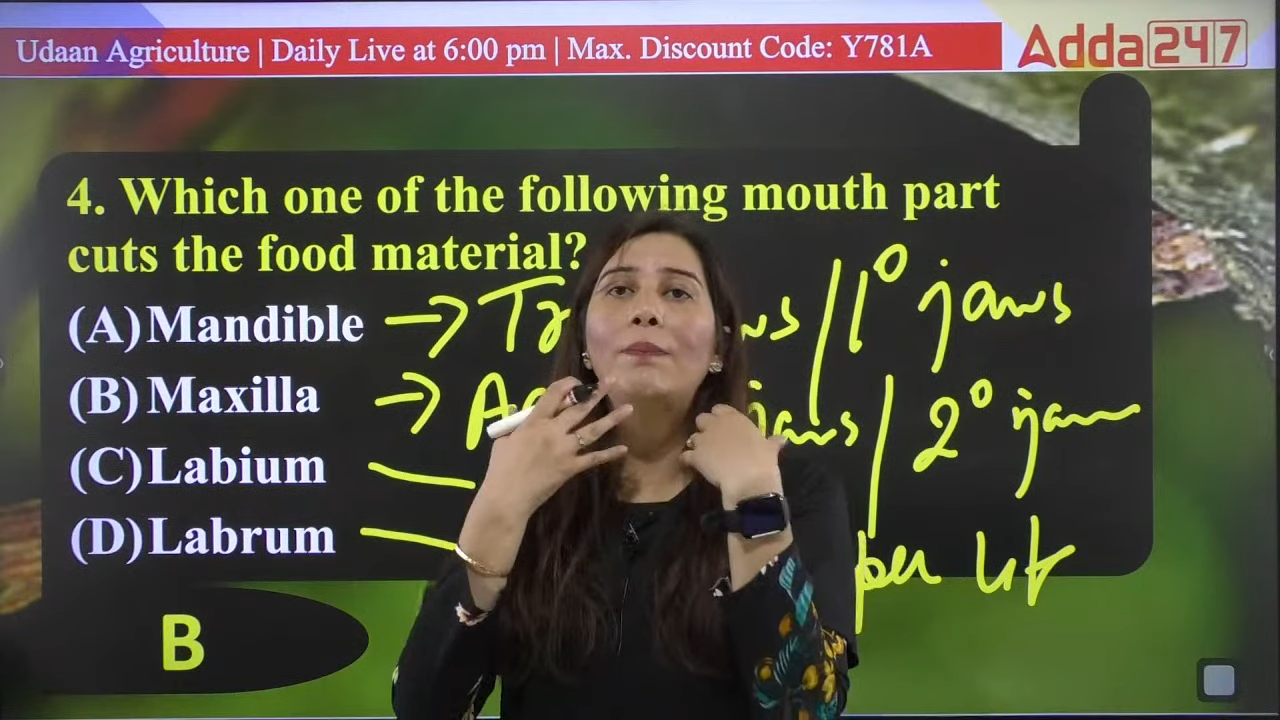 Udaan Agriculture | Daily Live at 6:00 pm | Max. Discount Code: Y781A
Adda247
4. Which one of the following mouth part
cuts the food material?
(A) Mandible → 1° jaws
(B) Maxilla → jaws / 2° jaw
(C) Labium
(D) Labrum
B